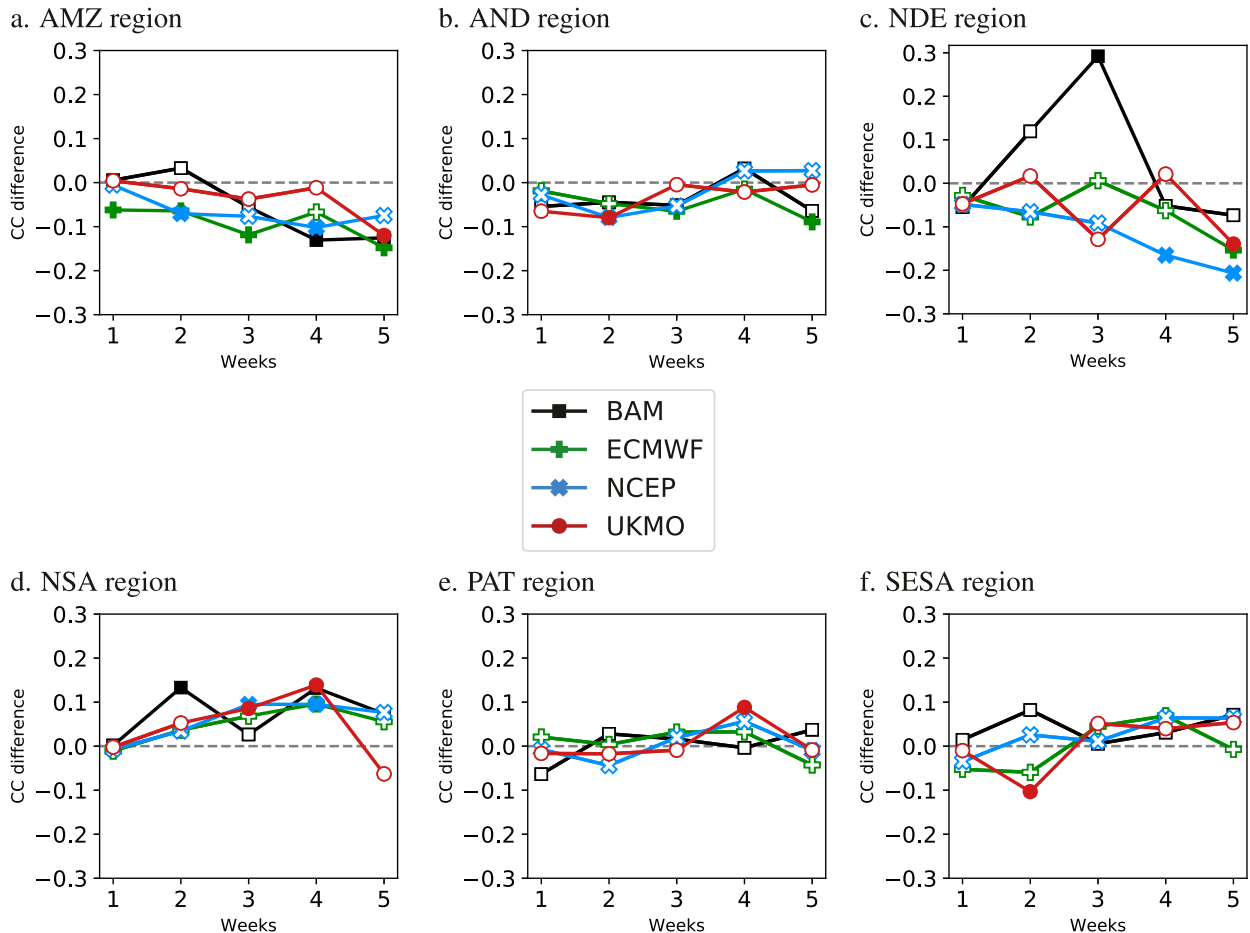 a. AMZ region
0.3
0.2
0.1
0.0
−0.1
−0.2
−0.3
CC difference
1 2 3 4 5
Weeks
b. AND region
0.3
0.2
0.1
0.0
−0.1
−0.2
−0.3
CC difference
1 2 3 4 5
Weeks
c. NDE region
0.3
0.2
0.1
0.0
−0.1
−0.2
−0.3
CC difference
1 2 3 4 5
Weeks
BAM
ECMWF
NCEP
UKMO
d. NSA region
0.3
0.2
0.1
0.0
−0.1
−0.2
−0.3
CC difference
1 2 3 4 5
Weeks
e. PAT region
0.3
0.2
0.1
0.0
−0.1
−0.2
−0.3
CC difference
1 2 3 4 5
Weeks
f. SESA region
0.3
0.2
0.1
0.0
−0.1
−0.2
−0.3
CC difference
1 2 3 4 5
Weeks